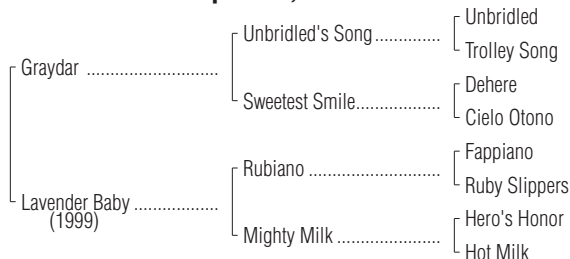 Unbridled
Unbridled's Song ..............
Trolley Song
Graydar ............................
Dehere
Sweetest Smile..................
Cielo Otono
Fappiano
Rubiano ............................
Ruby Slippers
Lavender Baby ..................
(1999)
Hero's Honor
Mighty Milk ......................
Hot Milk